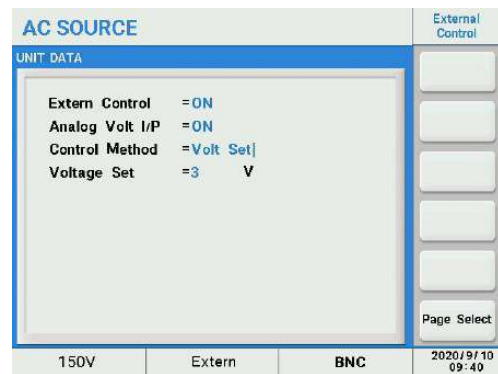 AC SOURCE
External
Control
UNIT DATA
Extern Control =ON
Analog Volt I/P =ON
Control Method =Volt Set|
Voltage Set =3 V
Page Select
150V Extern BNC
2020/9/10
09:40